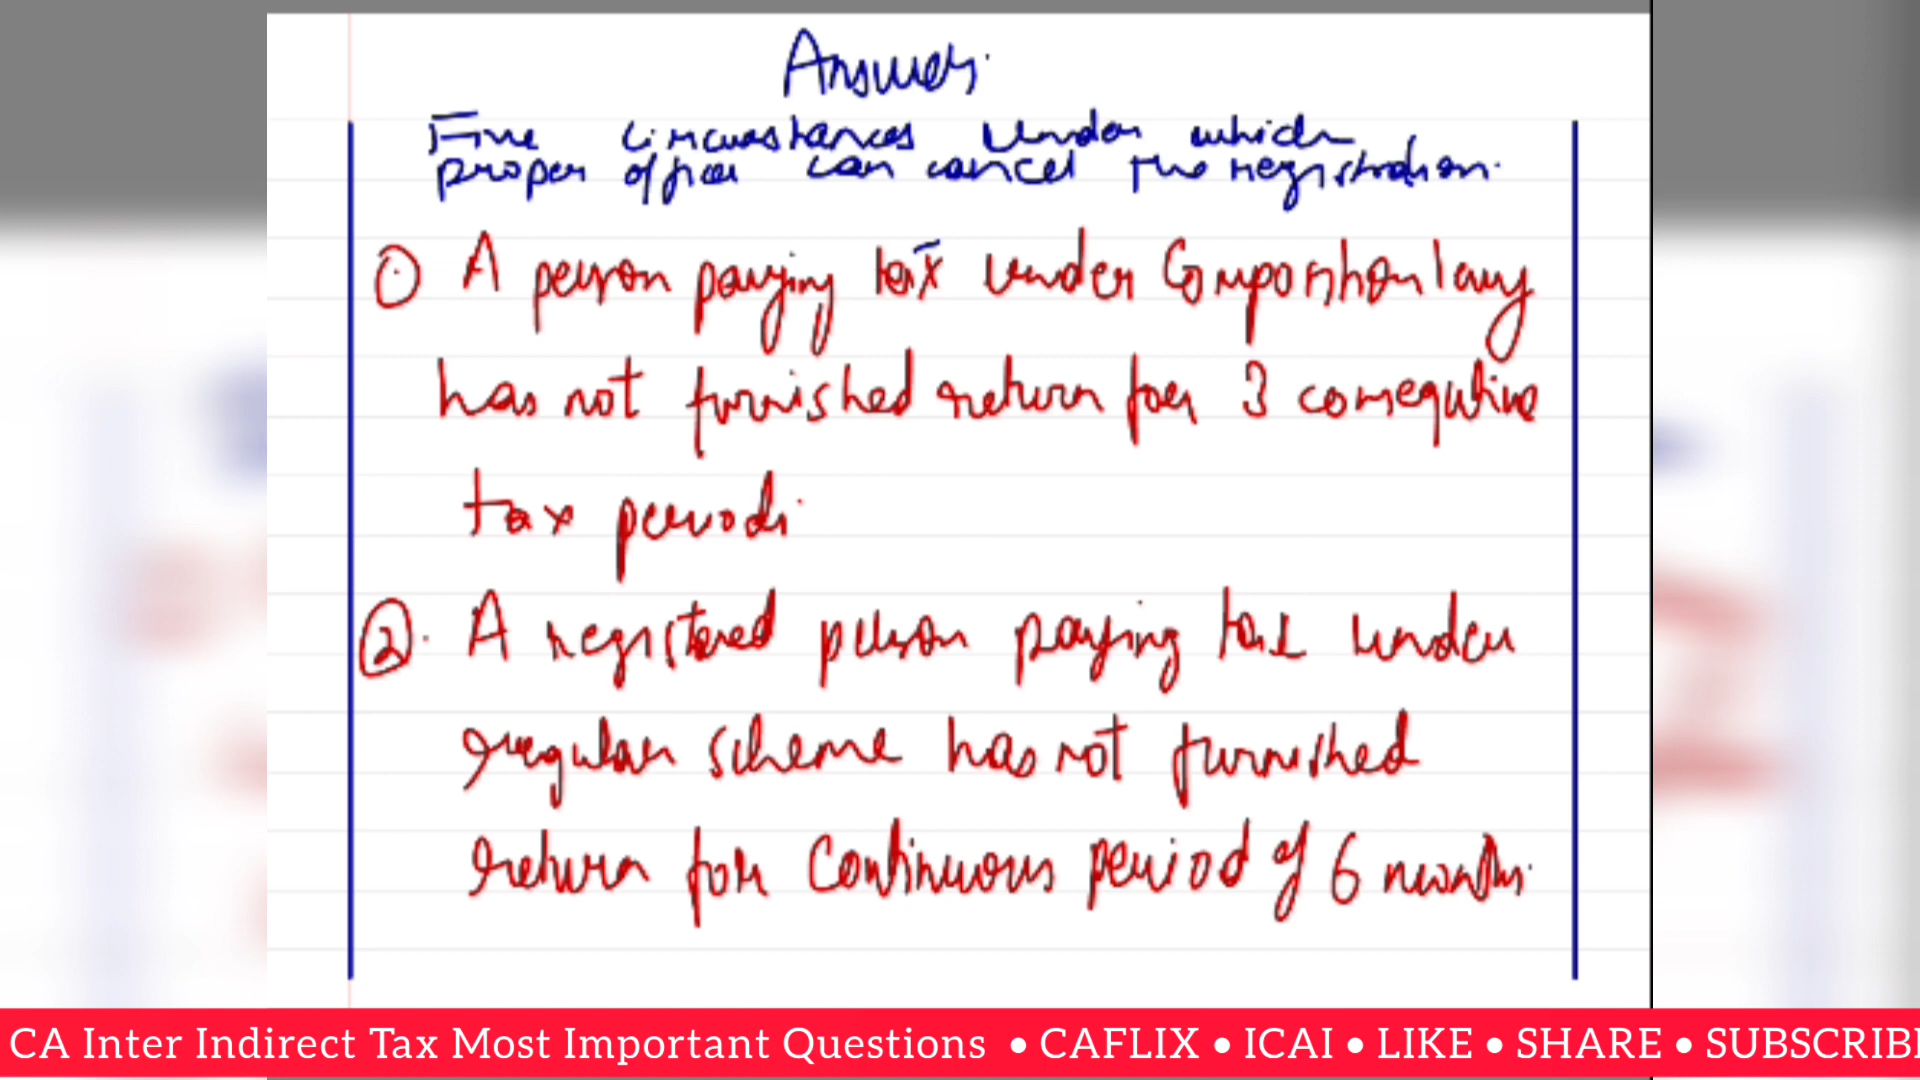 Answer.
Five circumstances under which
proper officer can cancel the registration.
① A person paying tax under Composition levy
has not furnished return for 3 consequtive
tax periods.
②. A registered person paying tax under
regular scheme has not furnished
return for continuous period of 6 months.
CA Inter Indirect Tax Most Important Questions • CAFLIX • ICAI • LIKE • SHARE • SUBSCRIB